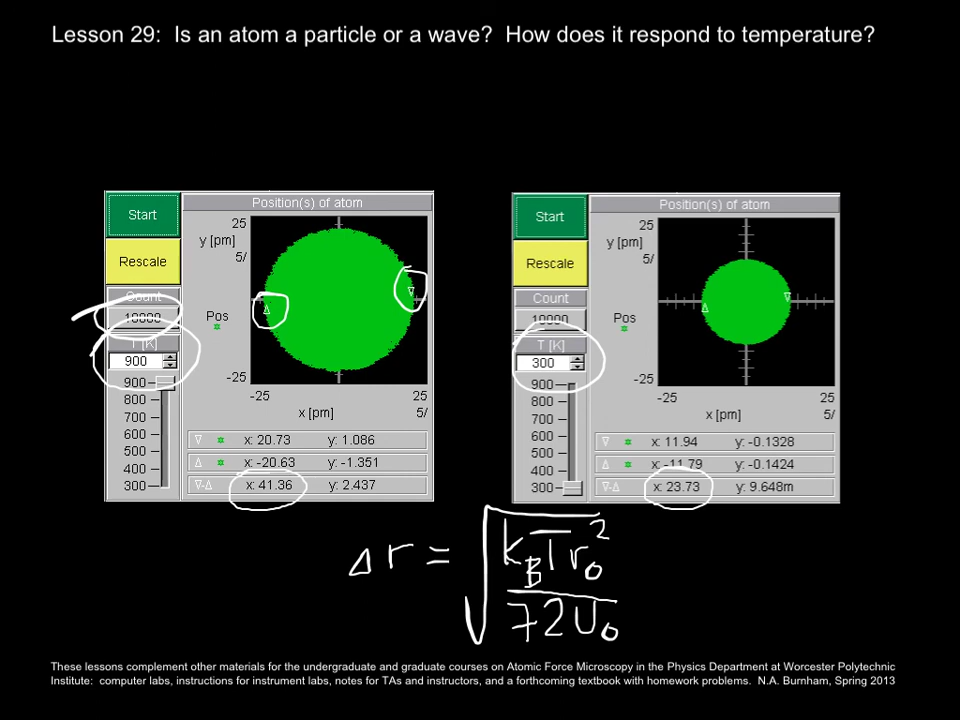 Lesson 29: Is an atom a particle or a wave? How does it respond to temperature?
Start
Rescale
Count
10000
T [K]
900
900
800
700
600
500
400
300
Position(s) of atom
25
y [pm]
5/
Pos
-25
-25
25
x [pm]
5/
∇ x: 20.73 y: 1.086
Δ x: -20.63 y: -1.351
∇-Δ x: 41.36 y: 2.437
Start
Rescale
Count
10000
T [K]
300
900
800
700
600
500
400
300
Position(s) of atom
25
y [pm]
5/
Pos
-25
-25
25
x [pm]
5/
∇ x: 11.94 y: -0.1328
Δ x: -11.79 y: -0.1424
∇-Δ x: 23.73 y: 9.648m
Δr = √(k_B T r₀² / 72U₀)
These lessons complement other materials for the undergraduate and graduate courses on Atomic Force Microscopy in the Physics Department at Worcester Polytechnic
Institute: computer labs, instructions for instrument labs, notes for TAs and instructors, and a forthcoming textbook with homework problems. N.A. Burnham, Spring 2013